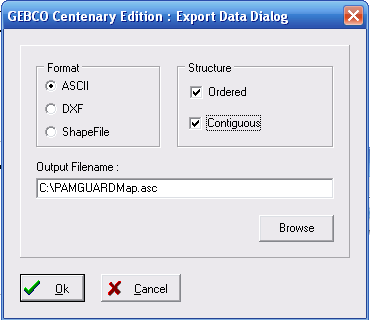 GEBCO Centenary Edition : Export Data Dialog
Format
ASCII
DXF
ShapeFile
Structure
Ordered
Contiguous
Output Filename :
C:\PAMGUARDMap.asc
Browse
Ok
Cancel